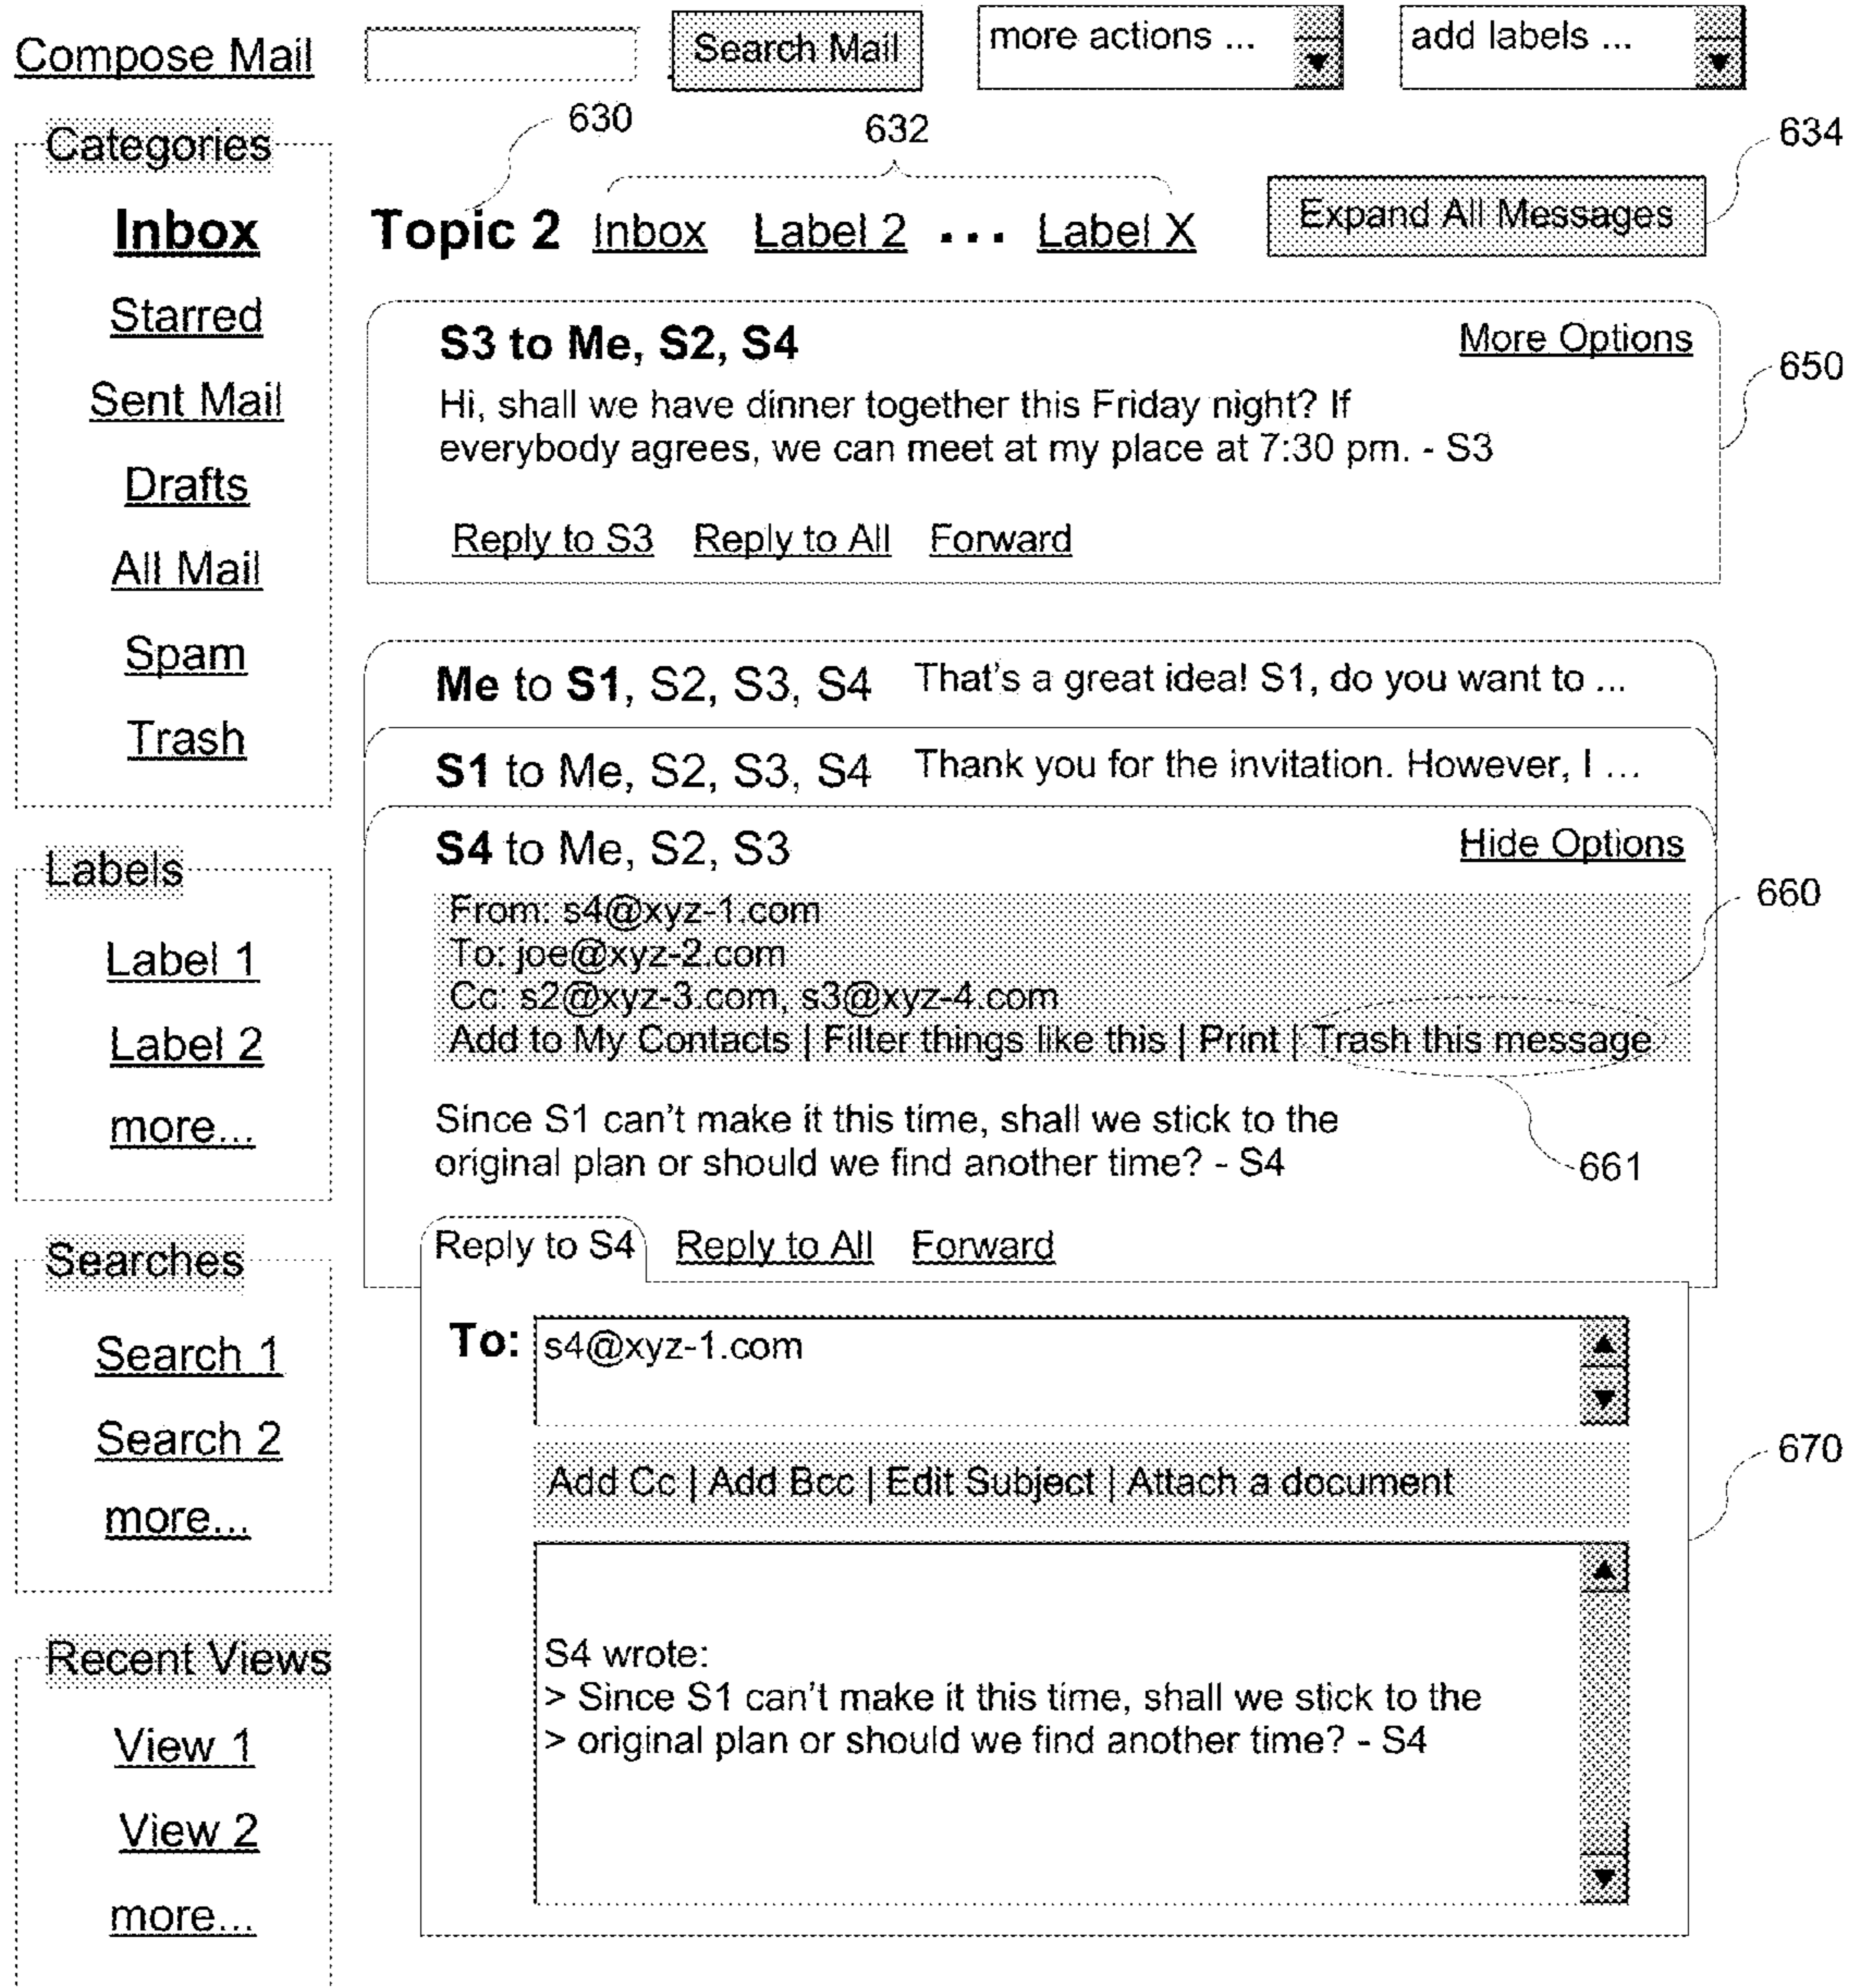 Compose Mail Search Mail more actions ... add labels ...
630 632 634
Categories
Inbox
Starred
Sent Mail
Drafts
All Mail
Spam
Trash
Labels
Label 1
Label 2
more...
Searches
Search 1
Search 2
more...
Recent Views
View 1
View 2
more...
Topic 2 Inbox Label 2 ... Label X Expand All Messages
S3 to Me, S2, S4 More Options
650
Hi, shall we have dinner together this Friday night? If
everybody agrees, we can meet at my place at 7:30 pm. - S3
Reply to S3 Reply to All Forward
Me to S1, S2, S3, S4 That's a great idea! S1, do you want to ...
S1 to Me, S2, S3, S4 Thank you for the invitation. However, I ...
S4 to Me, S2, S3 Hide Options
660
From: s4@xyz-1.com
To: joe@xyz-2.com
Cc: s2@xyz-3.com, s3@xyz-4.com
Add to My Contacts | Filter things like this | Print | Trash this message
661
Since S1 can't make it this time, shall we stick to the
original plan or should we find another time? - S4
Reply to S4 Reply to All Forward
To: s4@xyz-1.com
670
Add Cc | Add Bcc | Edit Subject | Attach a document
S4 wrote:
> Since S1 can't make it this time, shall we stick to the
> original plan or should we find another time? - S4